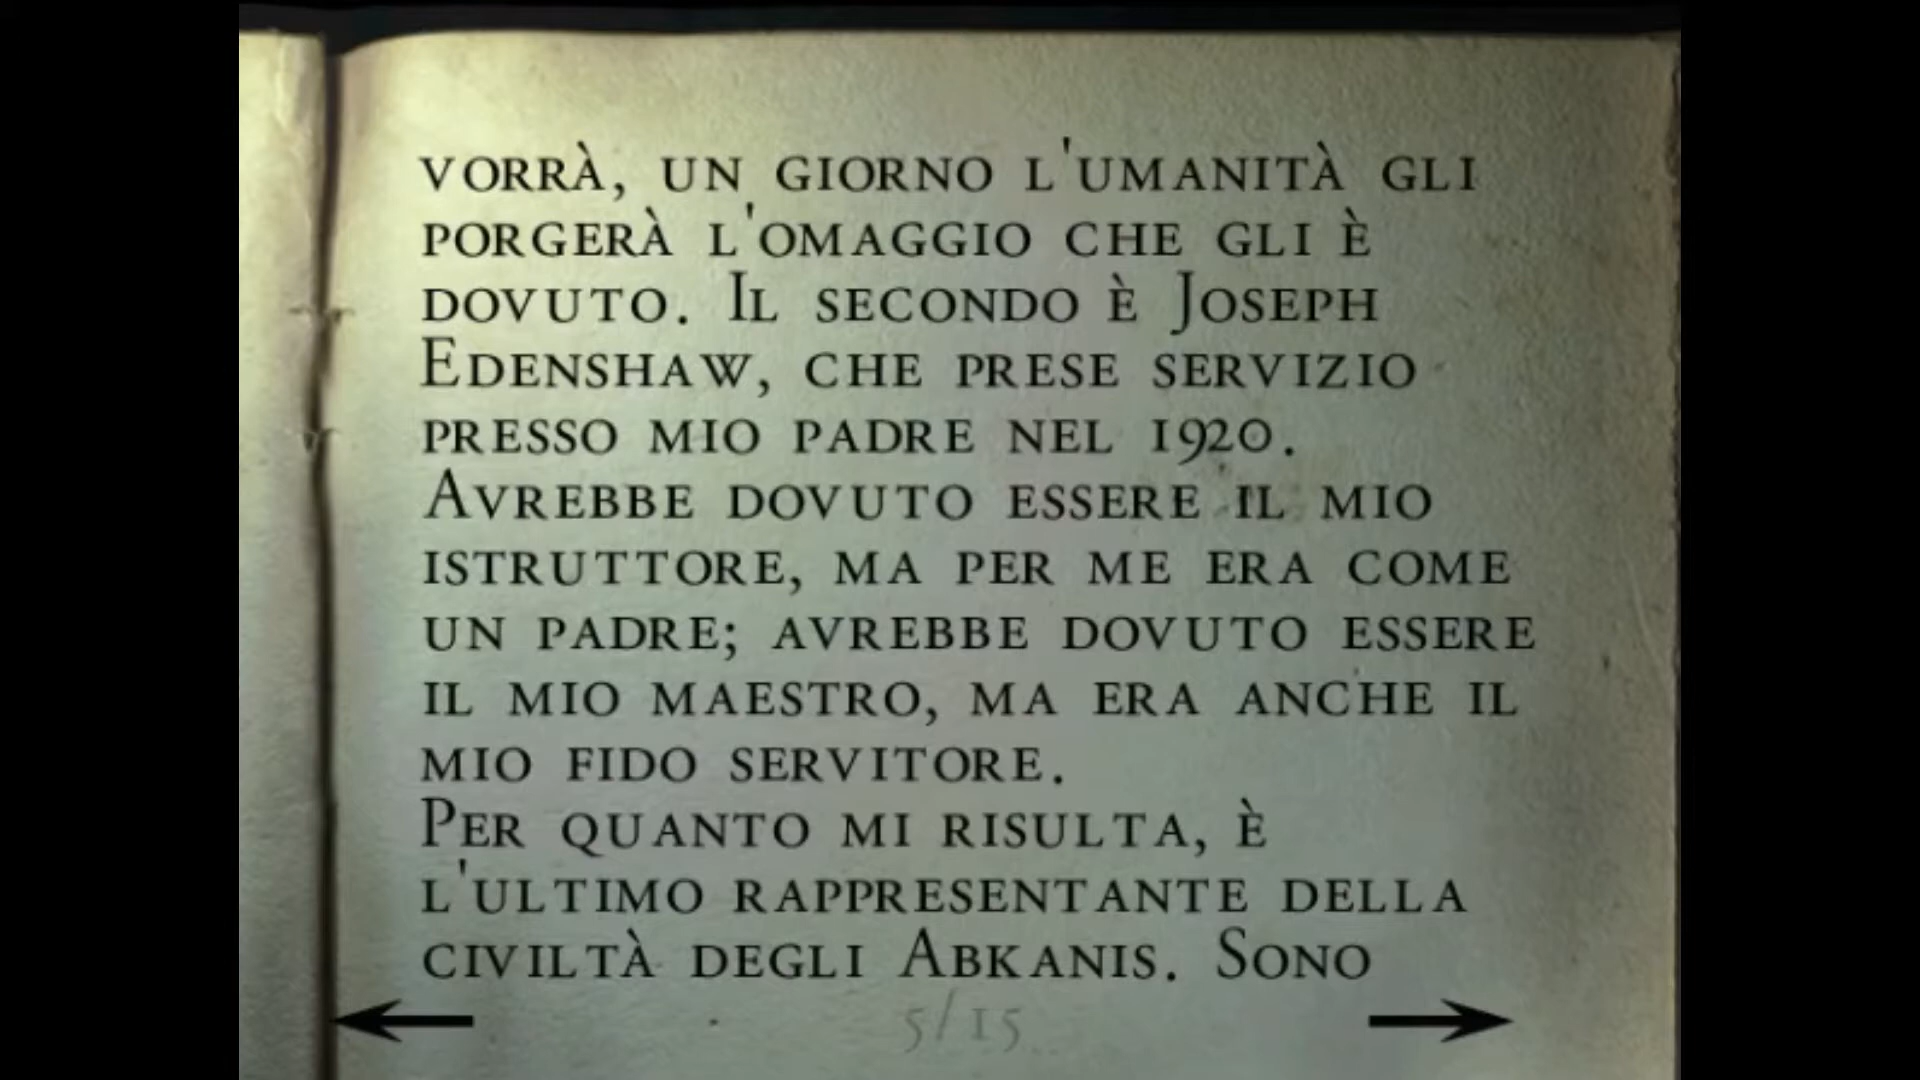 vorrà, un giorno l'umanità gli
porgerà l'omaggio che gli è
dovuto. Il secondo è Joseph
Edenshaw, che prese servizio
presso mio padre nel 1920.
Avrebbe dovuto essere il mio
istruttore, ma per me era come
un padre; avrebbe dovuto essere
il mio maestro, ma era anche il
mio fido servitore.
Per quanto mi risulta, è
l'ultimo rappresentante della
civiltà degli Abkanis. Sono
5/15